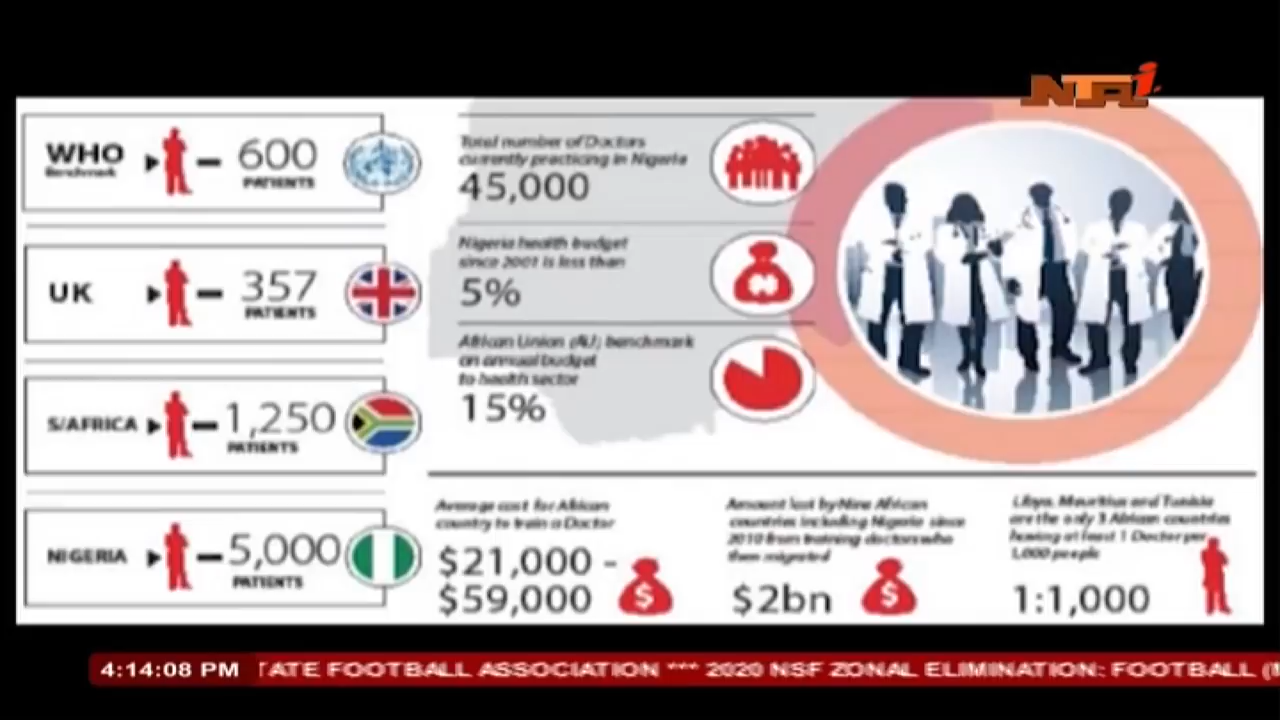 NTAi
WHO
Benchmark
600
PATIENTS
UK
357
PATIENTS
S/AFRICA
1,250
PATIENTS
NIGERIA
5,000
PATIENTS
Total number of Doctors
currently practicing in Nigeria
45,000
Nigeria health budget
since 2001 is less than
5%
African Union (AU) benchmark
on annual budget
to health sector
15%
Average cost for African
country to train a Doctor
$21,000 -
$59,000
Amount lost by Nine African
countries including Nigeria since
2010 from training doctors who
then migrated
$2bn
Libya, Mauritius and Tunisia
are the only 3 African countries
having at least 1 Doctor per
1,000 people
1:1,000
4:14:08 PM
TATE FOOTBALL ASSOCIATION *** 2020 NSF ZONAL ELIMINATION: FOOTBALL (